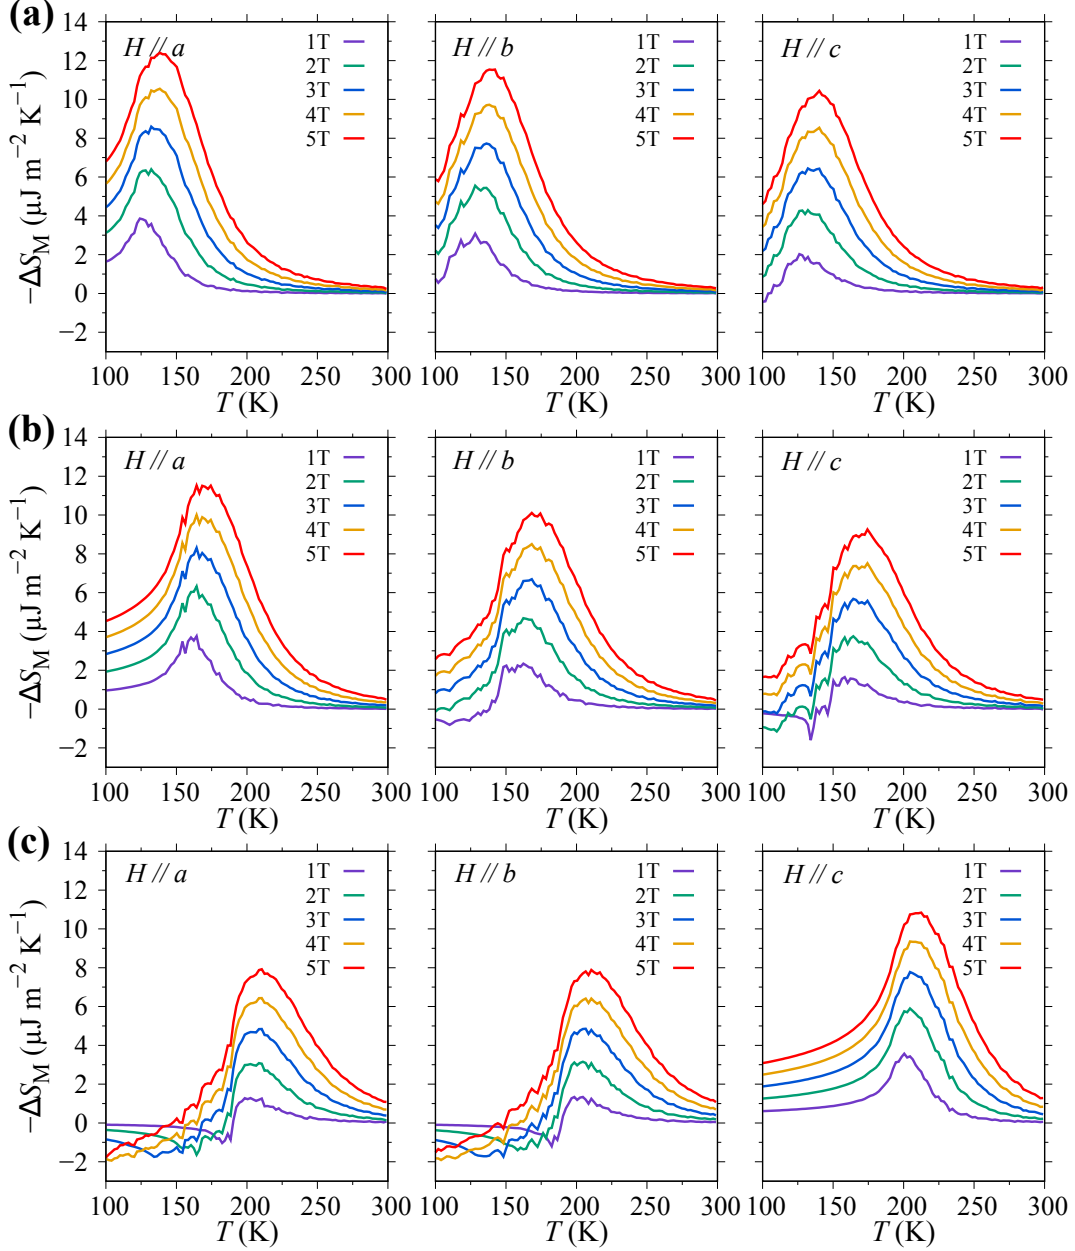 (a)
14
12
10
8
6
4
2
0
−2
−ΔS_M (μJ m⁻² K⁻¹)
H // a
1T
2T
3T
4T
5T
100 150 200 250 300
T (K)
H // b
1T
2T
3T
4T
5T
100 150 200 250 300
T (K)
H // c
1T
2T
3T
4T
5T
100 150 200 250 300
T (K)
(b)
14
12
10
8
6
4
2
0
−2
−ΔS_M (μJ m⁻² K⁻¹)
H // a
1T
2T
3T
4T
5T
100 150 200 250 300
T (K)
H // b
1T
2T
3T
4T
5T
100 150 200 250 300
T (K)
H // c
1T
2T
3T
4T
5T
100 150 200 250 300
T (K)
(c)
14
12
10
8
6
4
2
0
−2
−ΔS_M (μJ m⁻² K⁻¹)
H // a
1T
2T
3T
4T
5T
100 150 200 250 300
T (K)
H // b
1T
2T
3T
4T
5T
100 150 200 250 300
T (K)
H // c
1T
2T
3T
4T
5T
100 150 200 250 300
T (K)